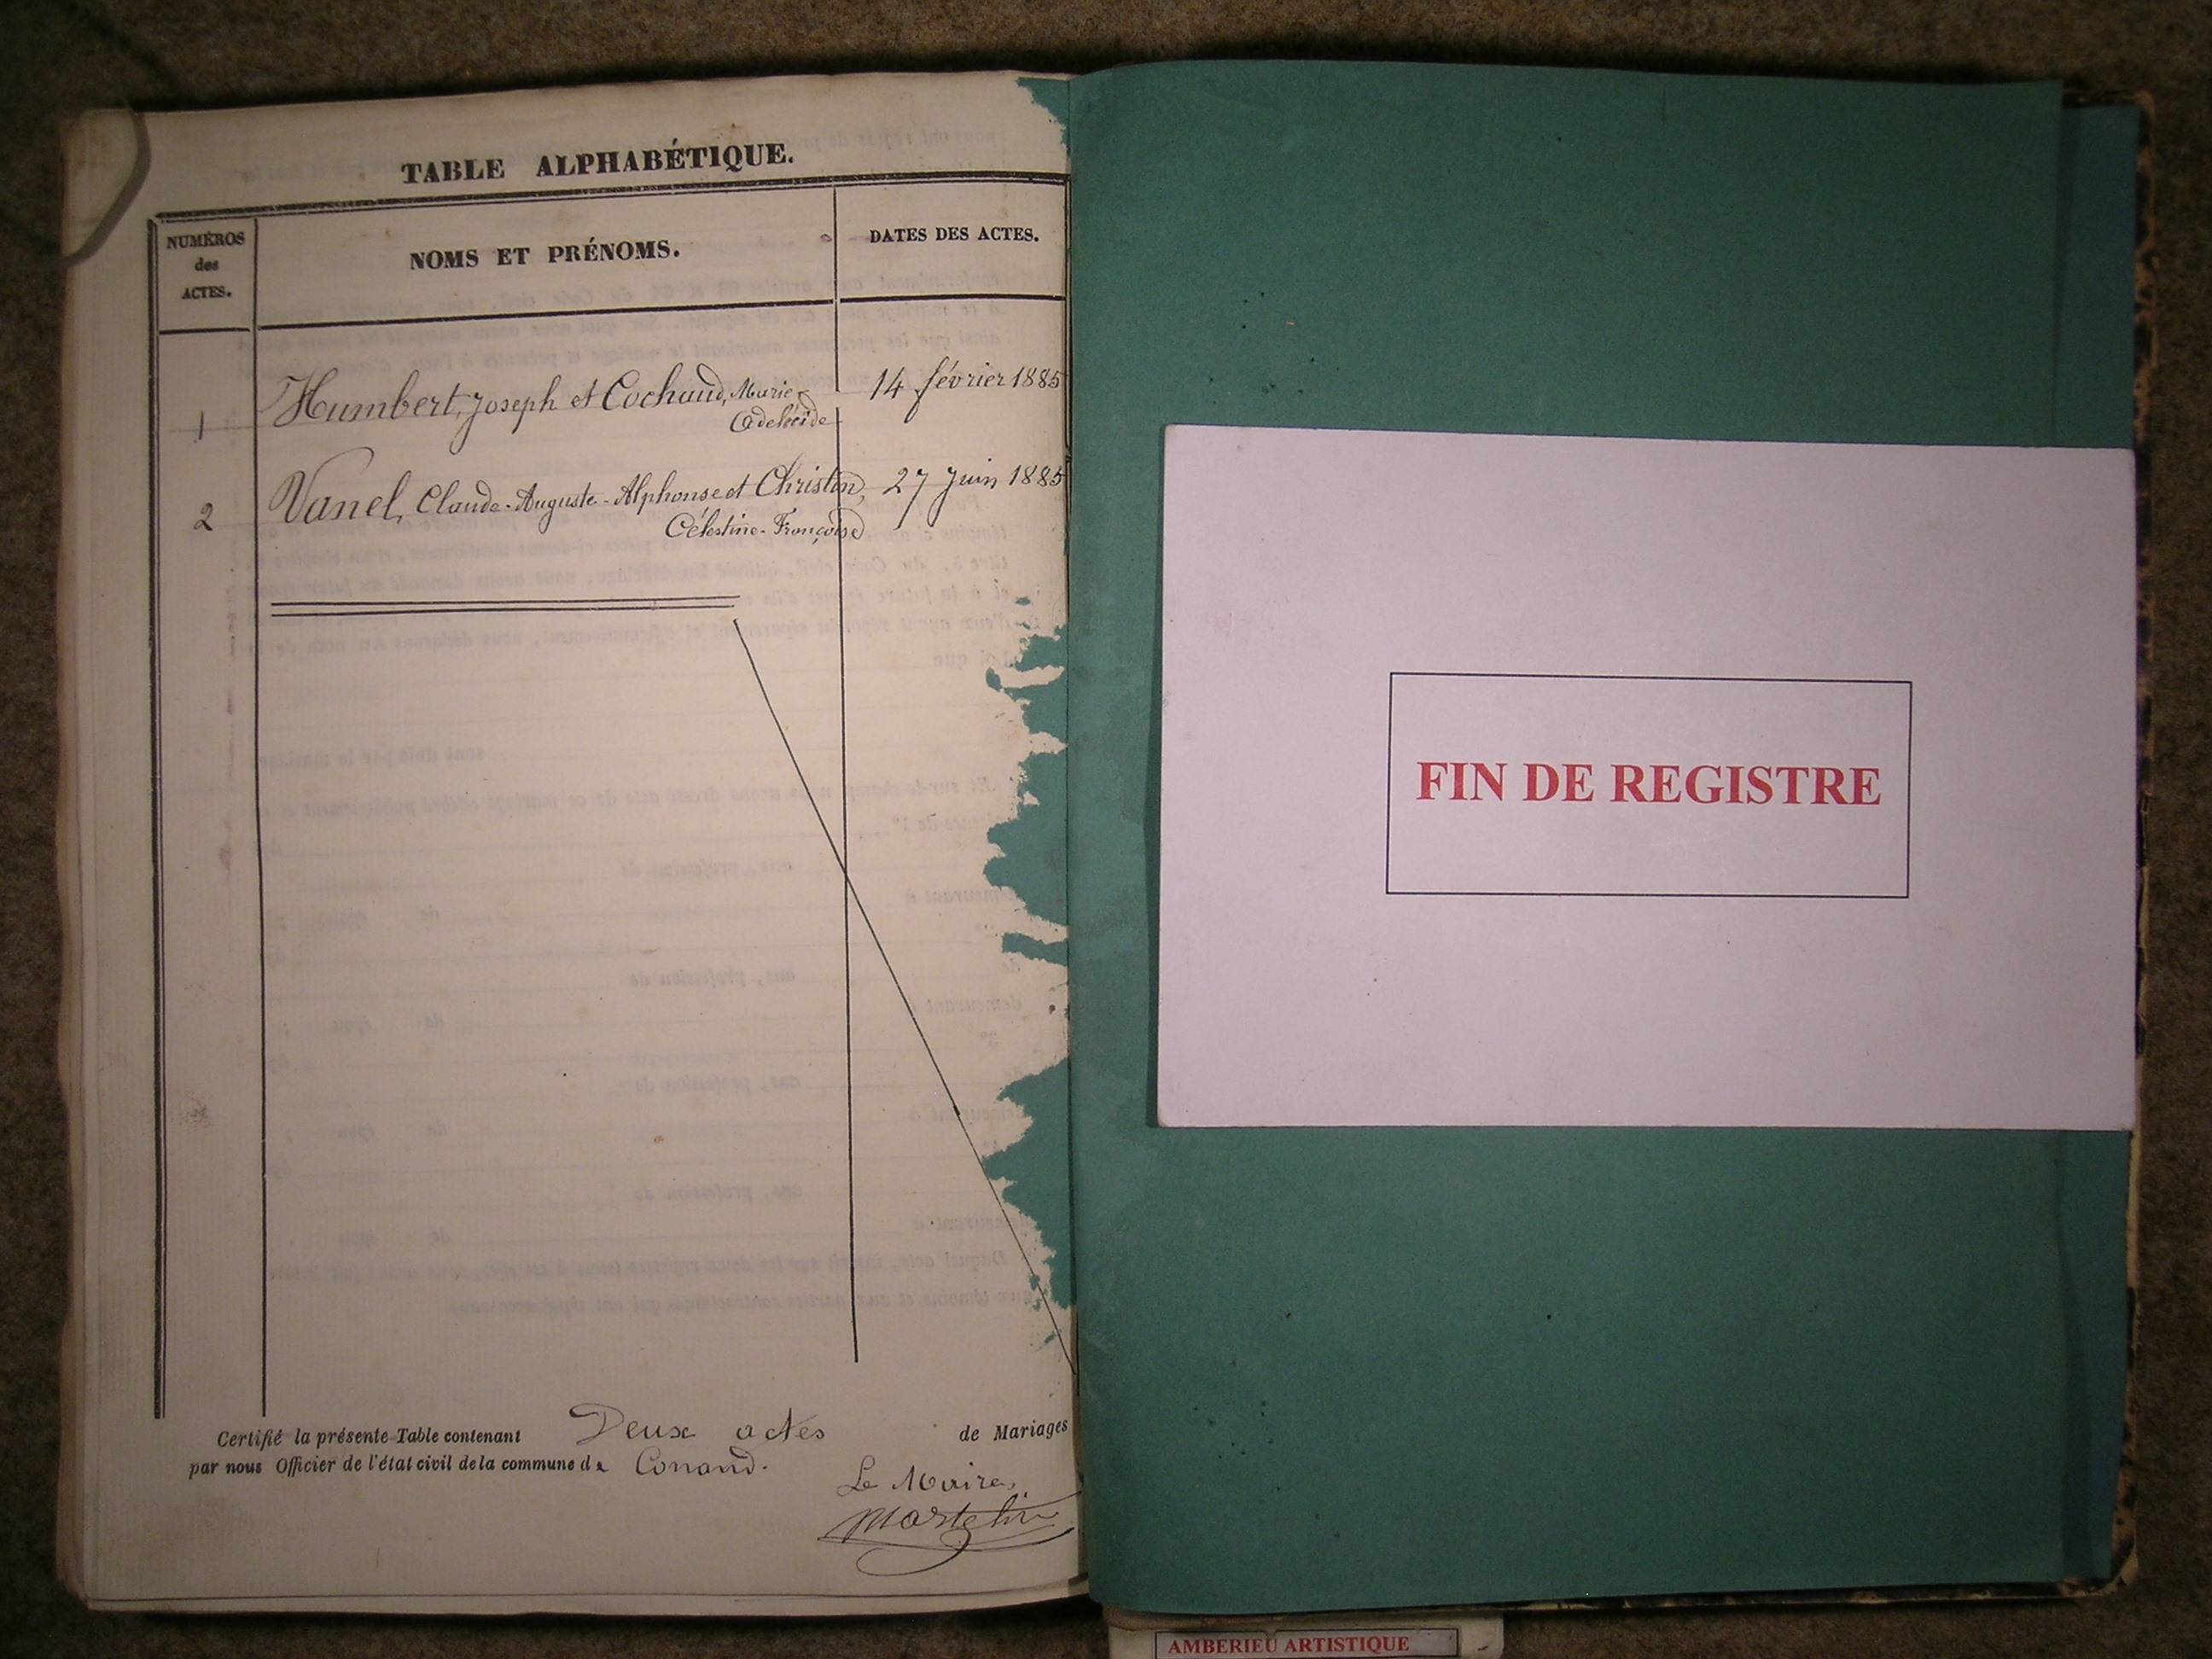 TABLE ALPHABÉTIQUE.
NUMÉROS
des
ACTES.
NOMS ET PRÉNOMS.
DATES DES ACTES.
1 Humbert, Joseph et Cochaud, Marie- 14 février 1885
Adelaïde
2 Vanel, Claude-Auguste-Alphonse et Christin, 27 Juin 1885
Célestine-Françoise
Certifié la présente Table contenant Deux actes de Mariages
par nous Officier de l'état civil de la commune de Conand.
Le Maire,
Martelin
FIN DE REGISTRE
AMBERIEU ARTISTIQUE